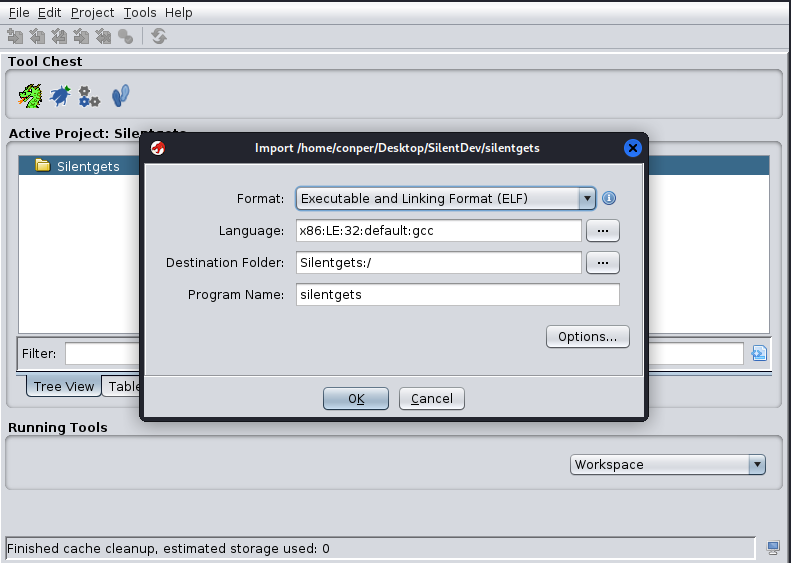 File Edit Project Tools Help
Tool Chest
Active Project: Silentgets
Import /home/conper/Desktop/SilentDev/silentgets
Silentgets
Format: Executable and Linking Format (ELF)
Language: x86:LE:32:default:gcc ...
Destination Folder: Silentgets:/ ...
Program Name: silentgets
Options...
Filter:
Tree View Table
OK Cancel
Running Tools
Workspace
Finished cache cleanup, estimated storage used: 0